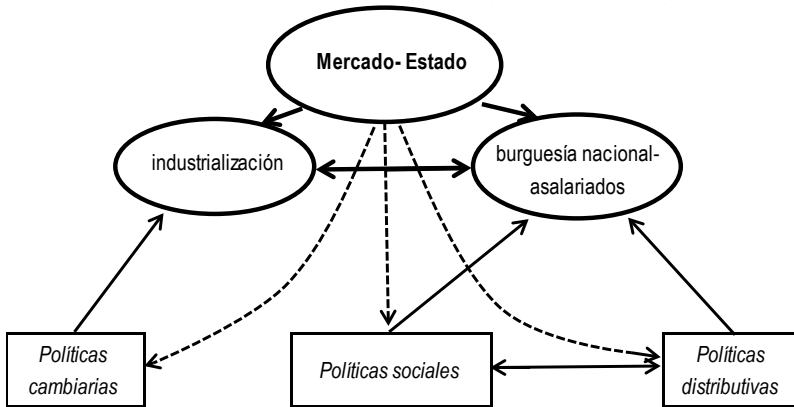 Mercado- Estado
industrialización
burguesía nacional-
asalariados
Políticas
cambiarias
Políticas sociales
Políticas
distributivas